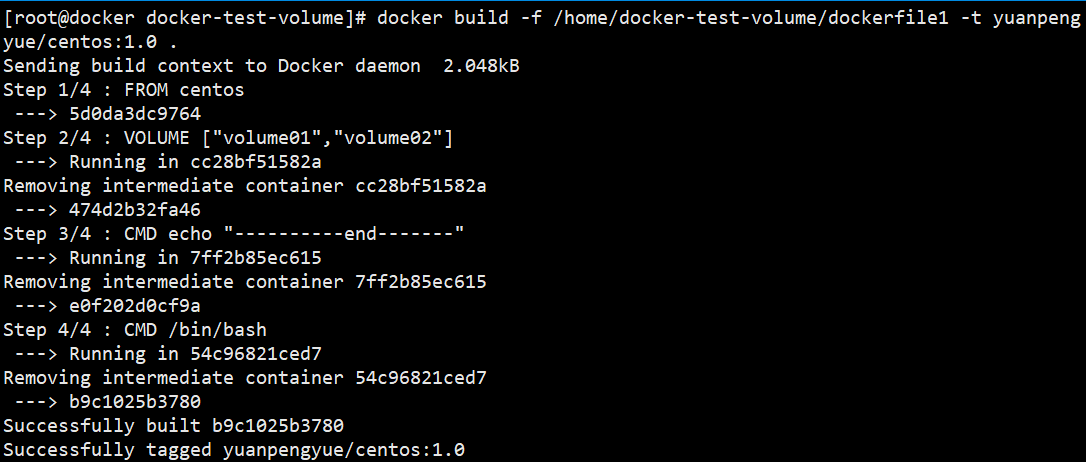 [root@docker docker-test-volume]# docker build -f /home/docker-test-volume/dockerfile1 -t yuanpeng
yue/centos:1.0 .
Sending build context to Docker daemon  2.048kB
Step 1/4 : FROM centos
 ---> 5d0da3dc9764
Step 2/4 : VOLUME ["volume01","volume02"]
 ---> Running in cc28bf51582a
Removing intermediate container cc28bf51582a
 ---> 474d2b32fa46
Step 3/4 : CMD echo "----------end-------"
 ---> Running in 7ff2b85ec615
Removing intermediate container 7ff2b85ec615
 ---> e0f202d0cf9a
Step 4/4 : CMD /bin/bash
 ---> Running in 54c96821ced7
Removing intermediate container 54c96821ced7
 ---> b9c1025b3780
Successfully built b9c1025b3780
Successfully tagged yuanpengyue/centos:1.0